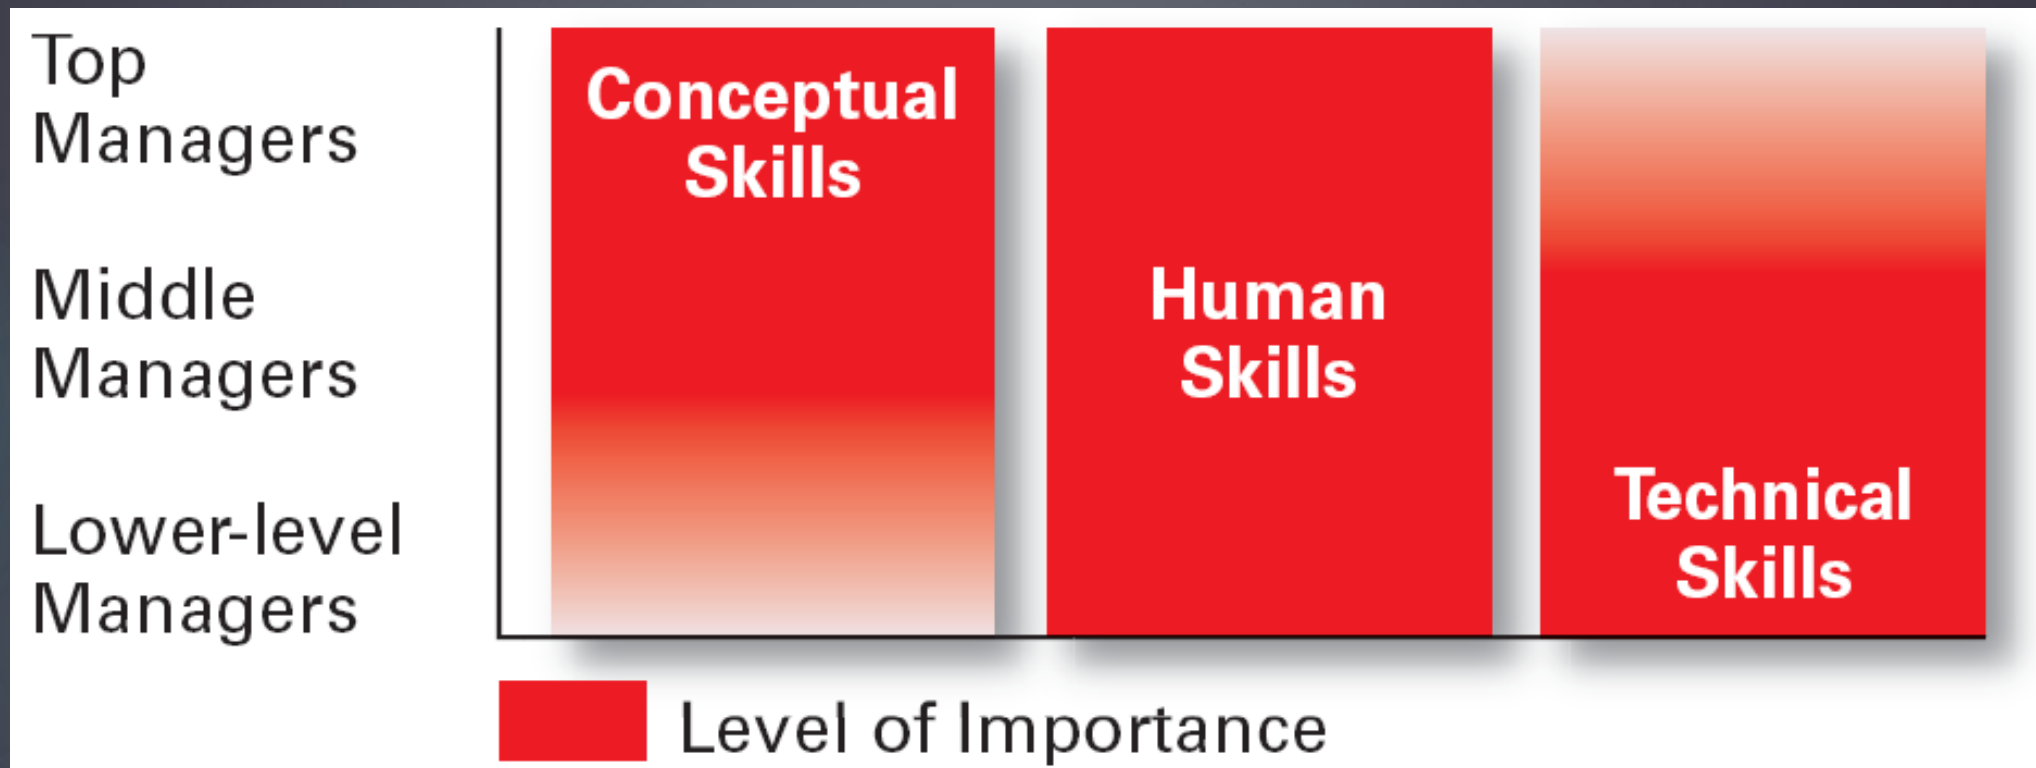 Top
Managers
Middle
Managers
Lower-level
Managers
Conceptual
Skills
Human
Skills
Technical
Skills
Level of Importance